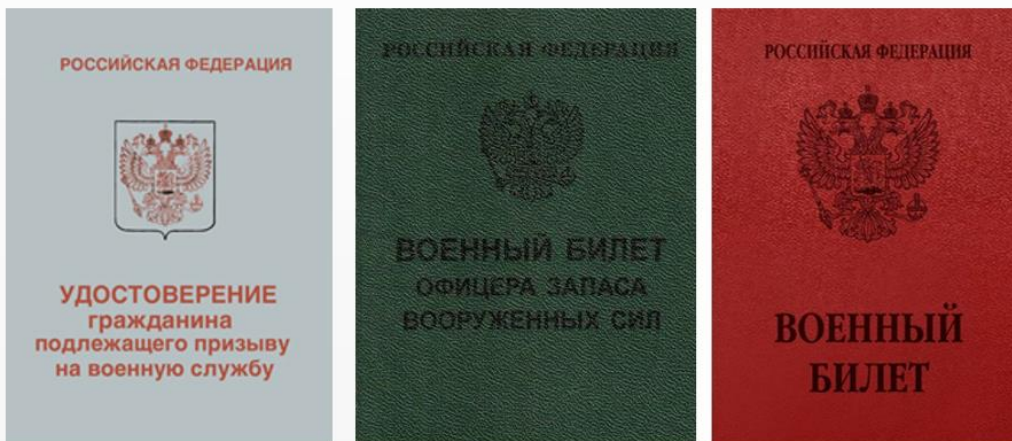 РОССИЙСКАЯ ФЕДЕРАЦИЯ
УДОСТОВЕРЕНИЕ
гражданина
подлежащего призыву
на военную службу
РОССИЙСКАЯ ФЕДЕРАЦИЯ
ВОЕННЫЙ БИЛЕТ
ОФИЦЕРА ЗАПАСА
ВООРУЖЕННЫХ СИЛ
РОССИЙСКАЯ ФЕДЕРАЦИЯ
ВОЕННЫЙ
БИЛЕТ